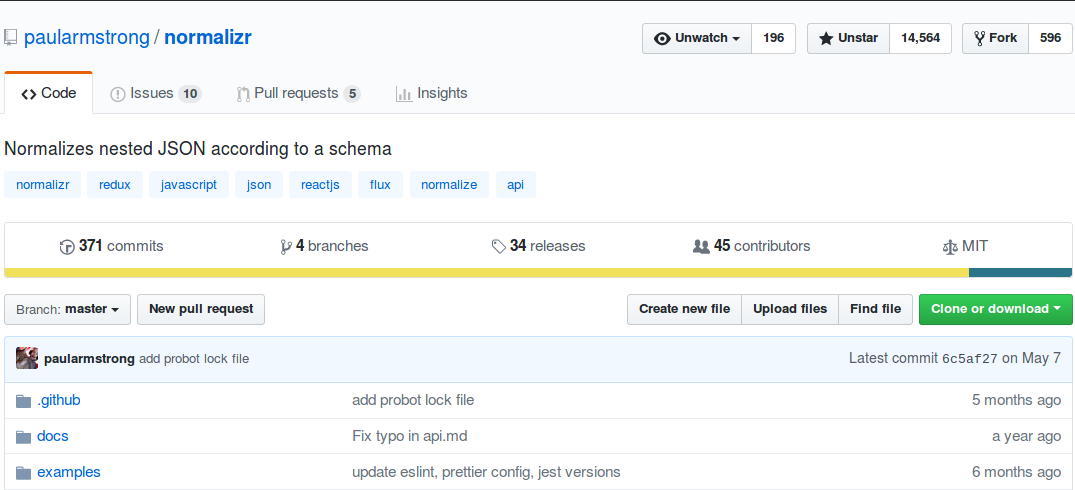 paularmstrong / normalizr
Unwatch 196 Unstar 14,564 Fork 596
Code Issues 10 Pull requests 5 Insights
Normalizes nested JSON according to a schema
normalizr redux javascript json reactjs flux normalize api
371 commits 4 branches 34 releases 45 contributors MIT
Branch: master New pull request Create new file Upload files Find file Clone or download
paularmstrong add probot lock file Latest commit 6c5af27 on May 7
.github add probot lock file 5 months ago
docs Fix typo in api.md a year ago
examples update eslint, prettier config, jest versions 6 months ago